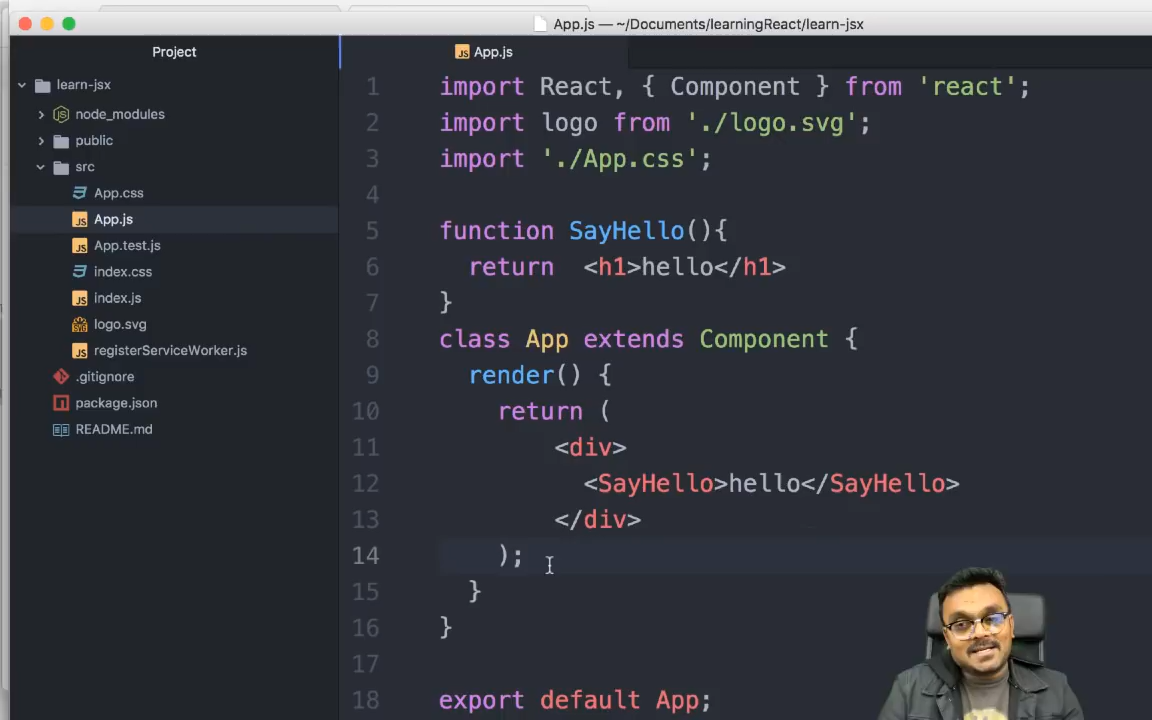 App.js — ~/Documents/learningReact/learn-jsx
Project
learn-jsx
node_modules
public
src
App.css
App.js
App.test.js
index.css
index.js
logo.svg
registerServiceWorker.js
.gitignore
package.json
README.md
App.js
1 import React, { Component } from 'react';
2 import logo from './logo.svg';
3 import './App.css';
4
5 function SayHello(){
6   return  <h1>hello</h1>
7 }
8 class App extends Component {
9   render() {
10     return (
11         <div>
12           <SayHello>hello</SayHello>
13         </div>
14     );
15   }
16 }
17
18 export default App;